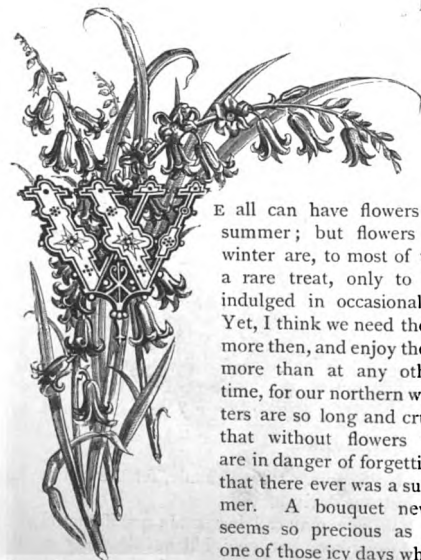 WE all can have flowers
summer; but flowers
winter are, to most of
a rare treat, only to
indulged in occasional
Yet, I think we need the
more then, and enjoy the
more than at any oth
time, for our northern w
ters are so long and cru
that without flowers
are in danger of forgetti
that there ever was a su
mer. A bouquet nev
seems so precious as
one of those icy days wh